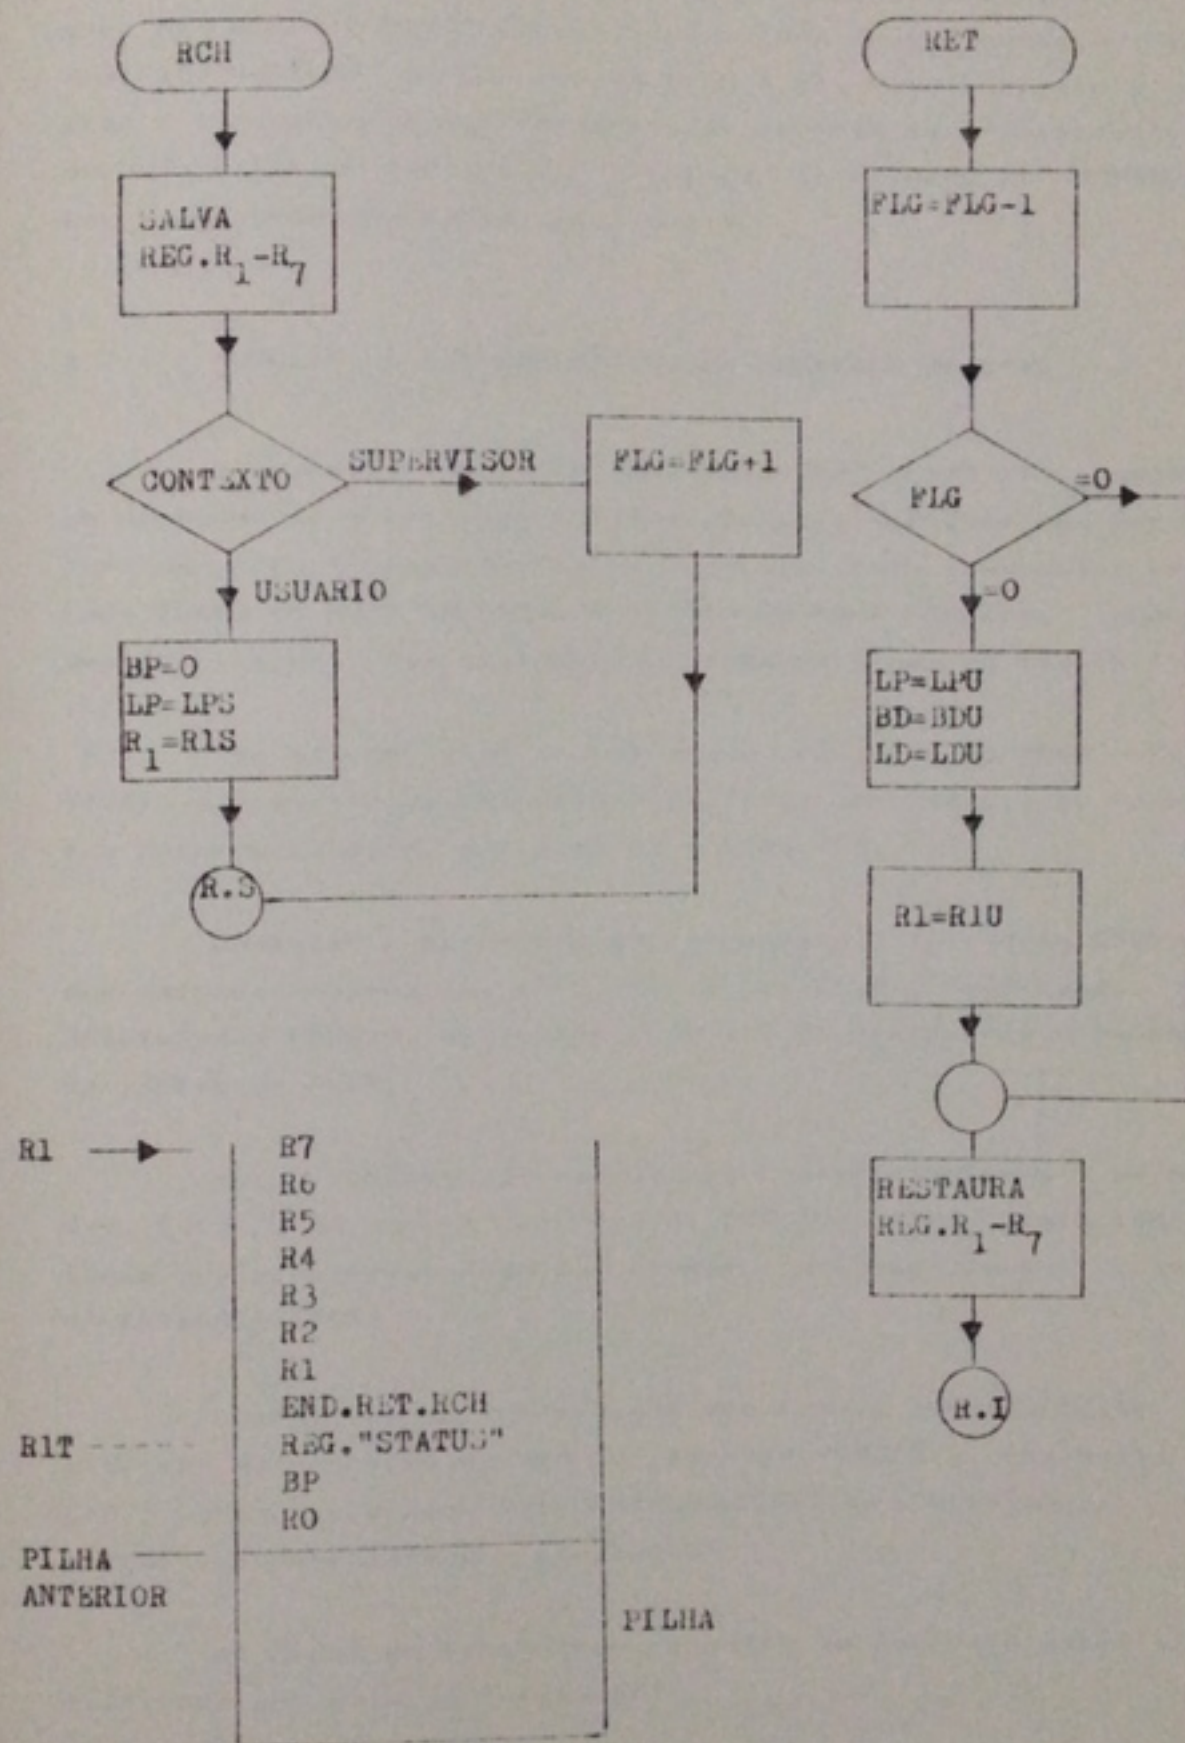 RCH
SALVA
REG.R1-R7
CONTEXTO
SUPERVISOR
FLG=FLG+1
USUARIO
BP=0
LP=LPS
R1=R1S
R.S
RET
FLG=FLG-1
FLG
=0
=0
LP=LPU
BD=BDU
LD=LDU
R1=R1U
RESTAURA
REG.R1-R7
R.I
R1
R7
R6
R5
R4
R3
R2
R1
END.RET.RCH
R1T
REG."STATUS"
BP
R0
PILHA
ANTERIOR
PILHA